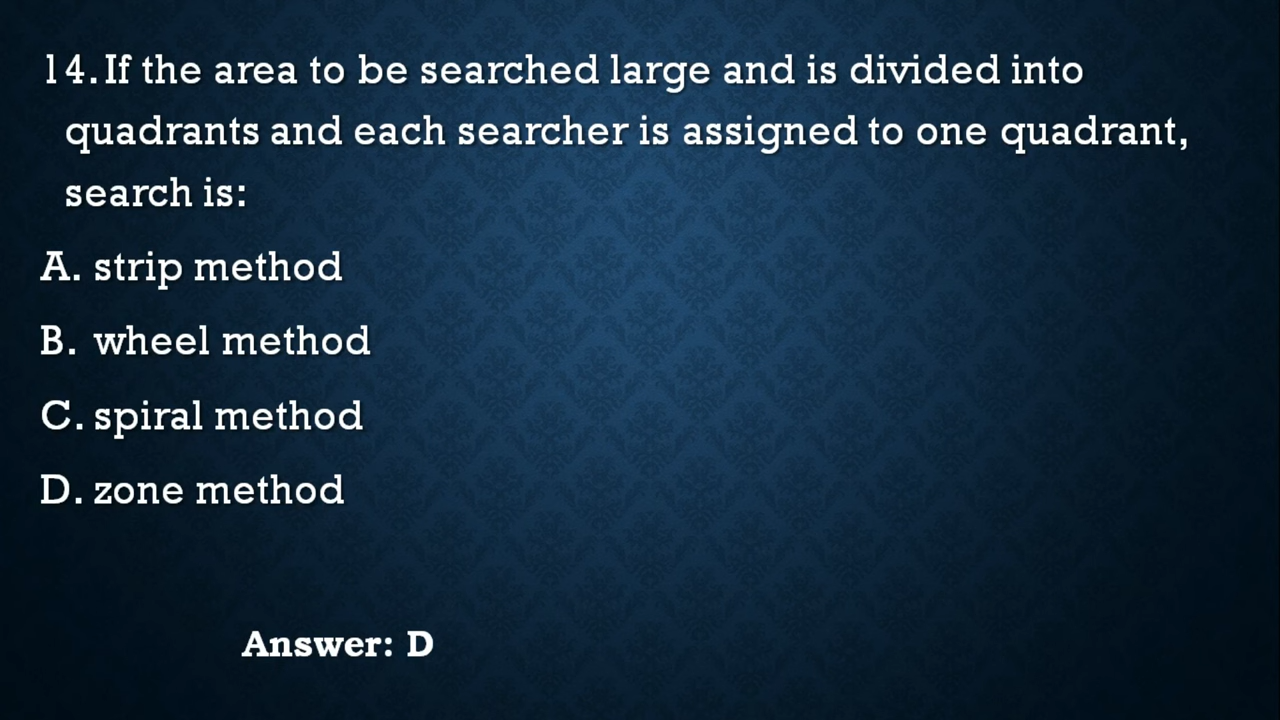 14. If the area to be searched large and is divided into
quadrants and each searcher is assigned to one quadrant,
search is:
A. strip method
B. wheel method
C. spiral method
D. zone method
Answer: D